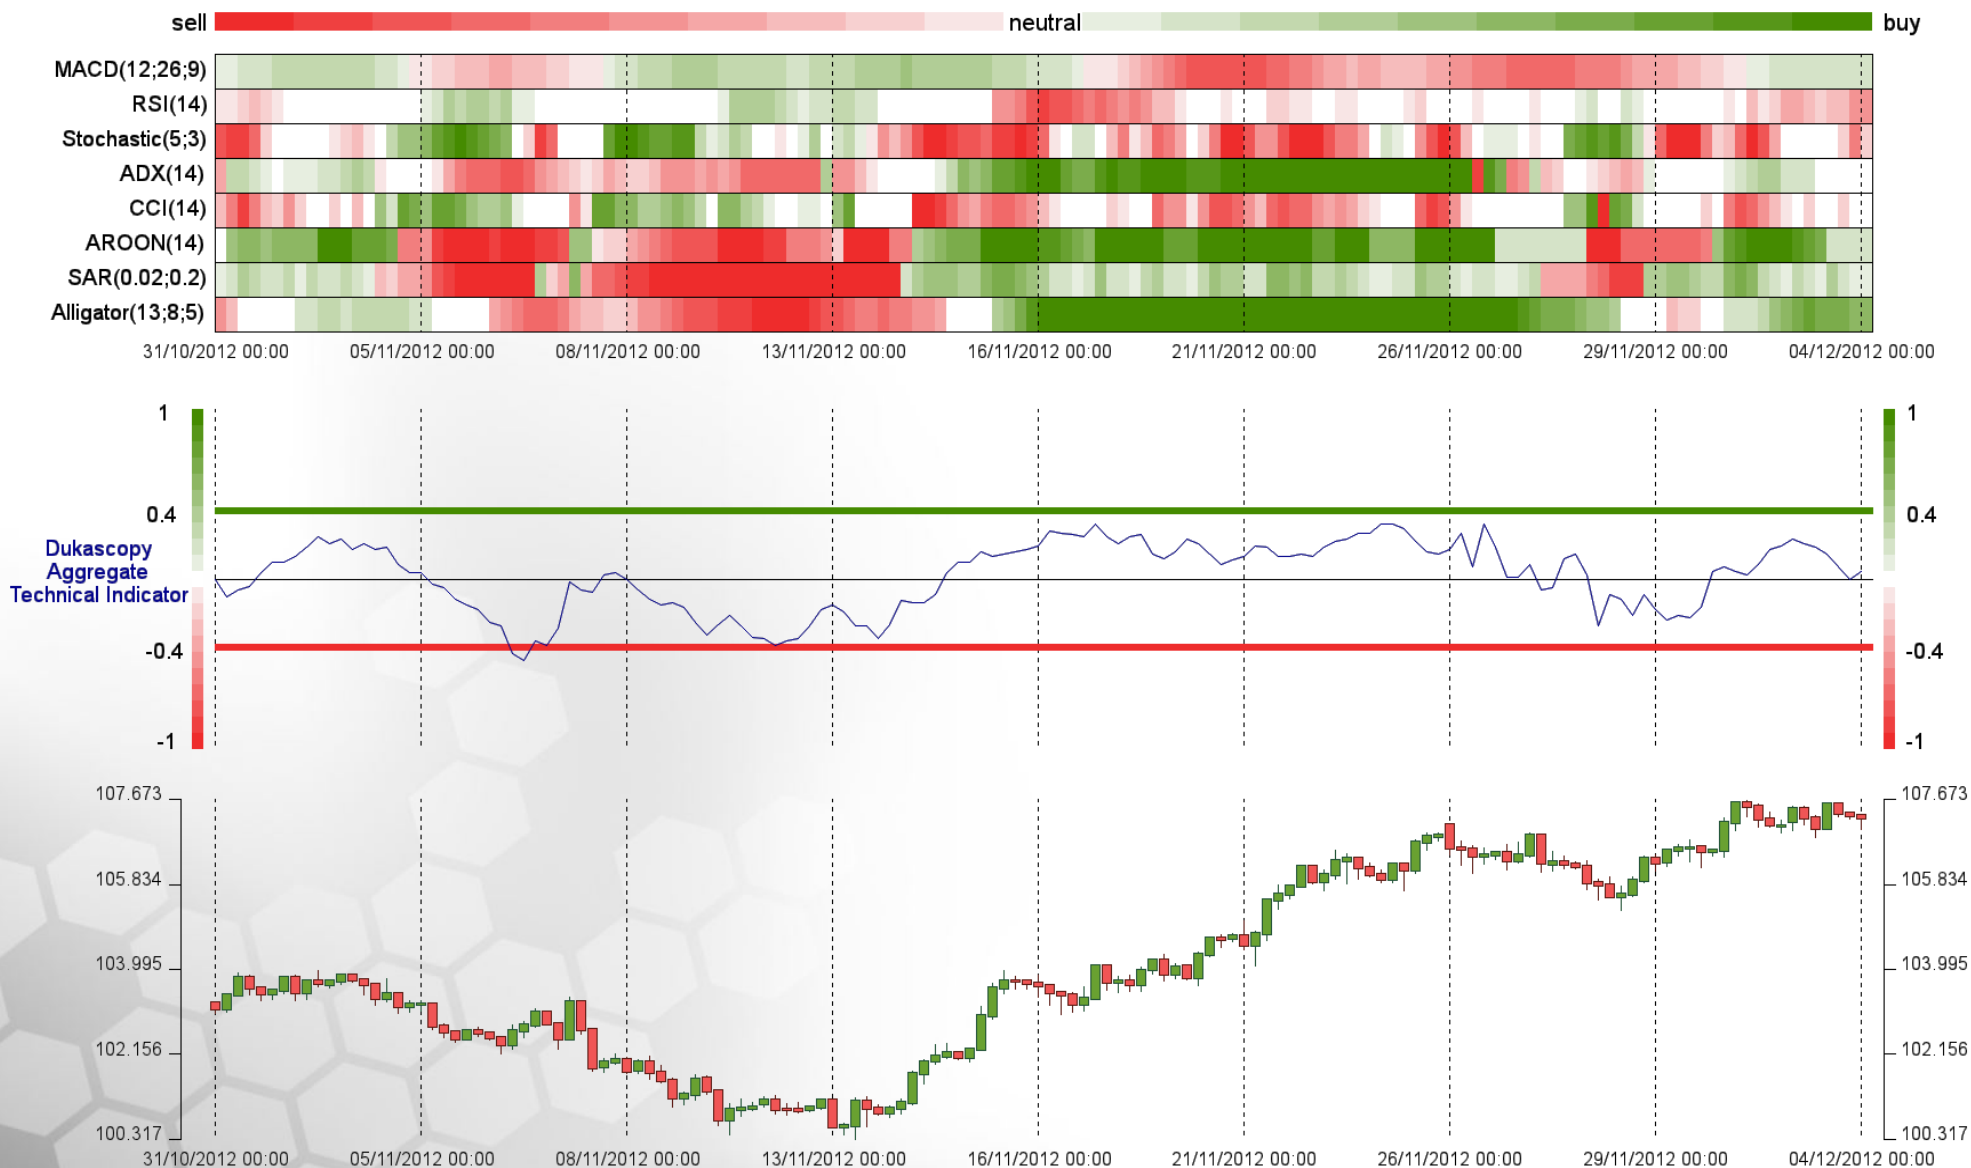 sell neutral buy
MACD(12;26;9)
RSI(14)
Stochastic(5;3)
ADX(14)
CCI(14)
AROON(14)
SAR(0.02;0.2)
Alligator(13;8;5)
31/10/2012 00:00 05/11/2012 00:00 08/11/2012 00:00 13/11/2012 00:00 16/11/2012 00:00 21/11/2012 00:00 26/11/2012 00:00 29/11/2012 00:00 04/12/2012 00:00
1 1
0.4 0.4
Dukascopy
Aggregate
Technical Indicator
-0.4 -0.4
-1 -1
107.673 107.673
105.834 105.834
103.995 103.995
102.156 102.156
100.317 100.317
31/10/2012 00:00 05/11/2012 00:00 08/11/2012 00:00 13/11/2012 00:00 16/11/2012 00:00 21/11/2012 00:00 26/11/2012 00:00 29/11/2012 00:00 04/12/2012 00:00